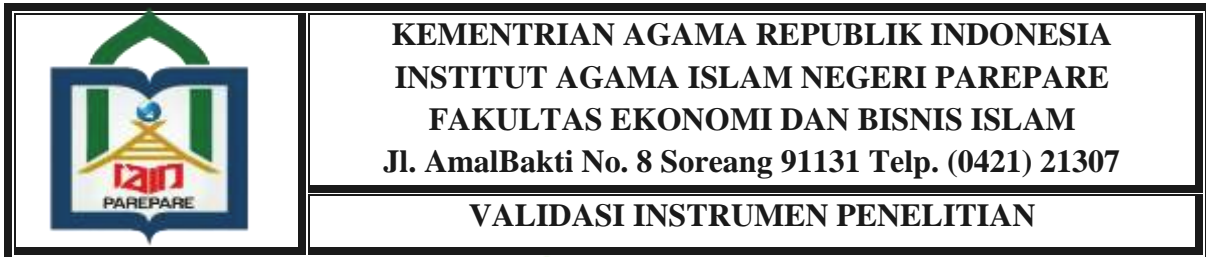 KEMENTRIAN AGAMA REPUBLIK INDONESIA
INSTITUT AGAMA ISLAM NEGERI PAREPARE
FAKULTAS EKONOMI DAN BISNIS ISLAM
Jl. AmalBakti No. 8 Soreang 91131 Telp. (0421) 21307
VALIDASI INSTRUMEN PENELITIAN
IAIN
PAREPARE